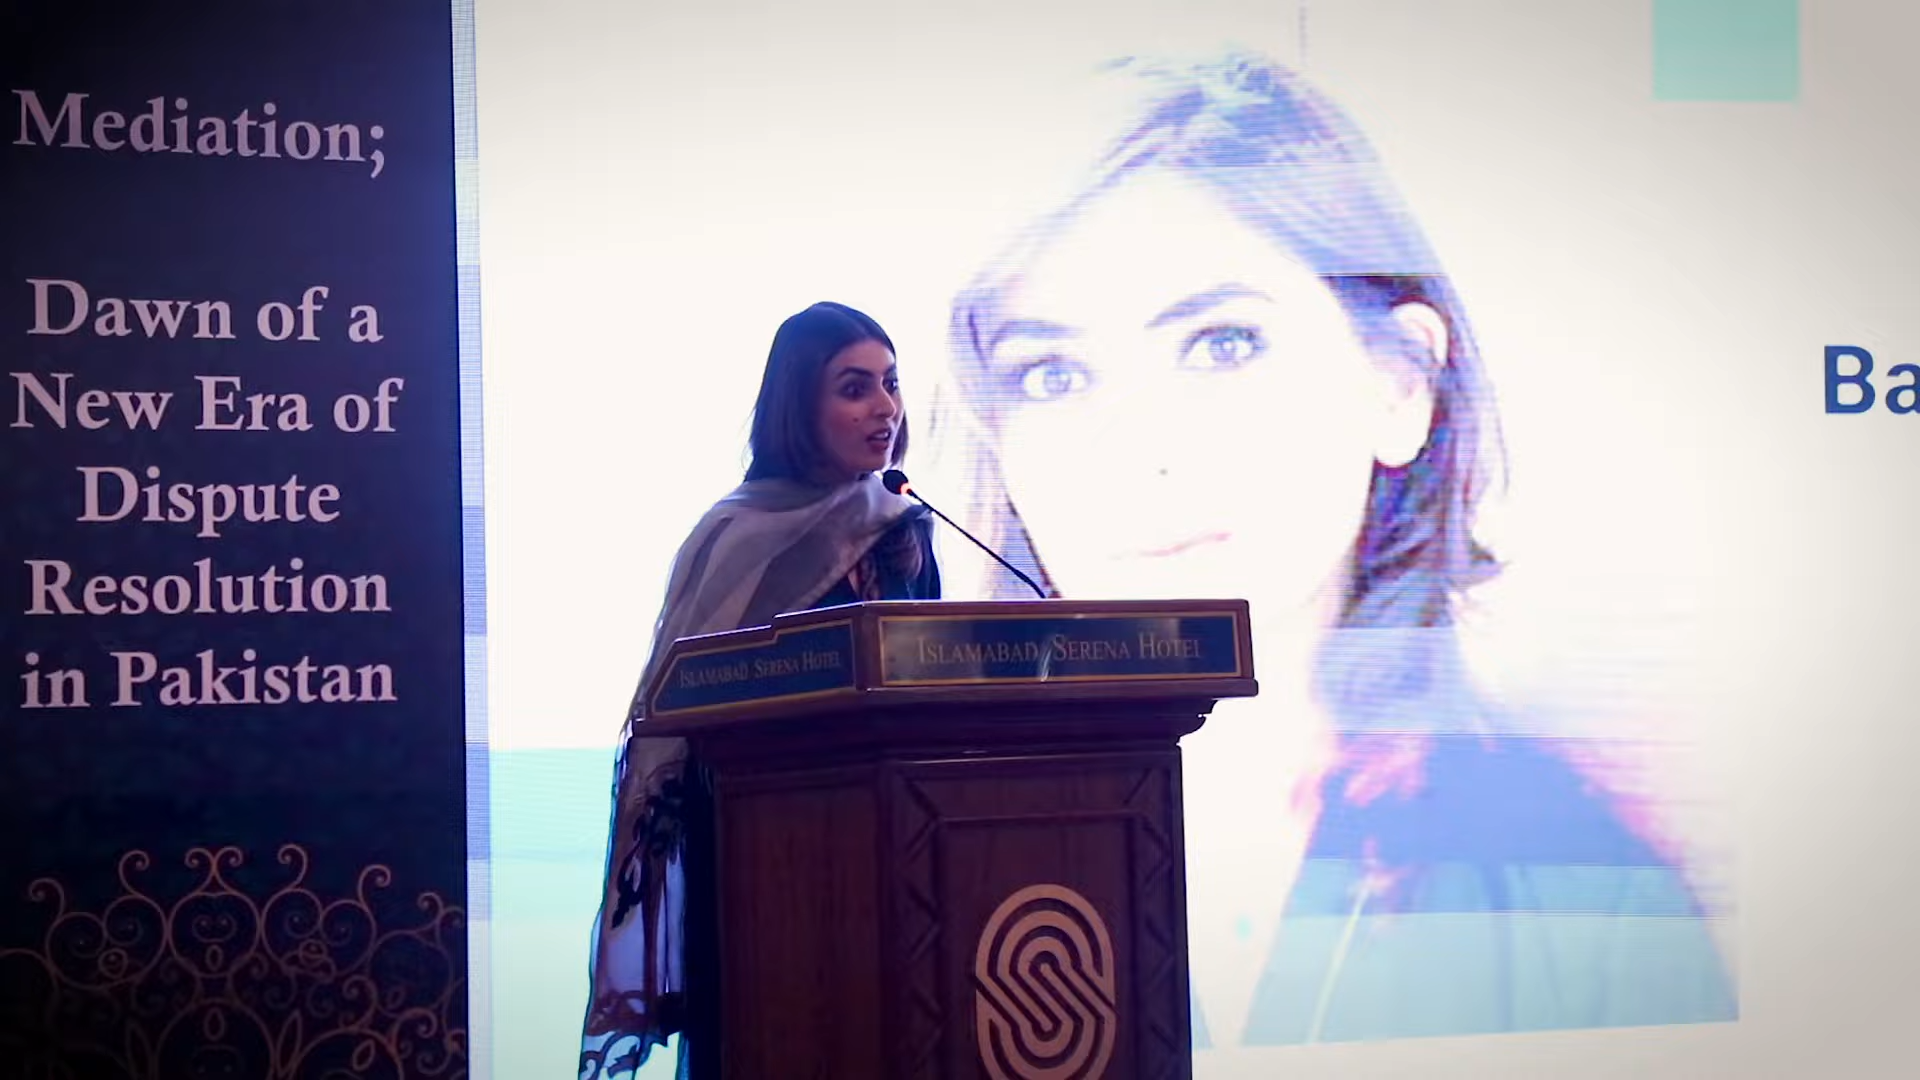 Mediation;
Dawn of a
New Era of
Dispute
Resolution
in Pakistan
Ba
ISLAMABAD SERENA HOTEL
ISLAMABAD SERENA HOTEL